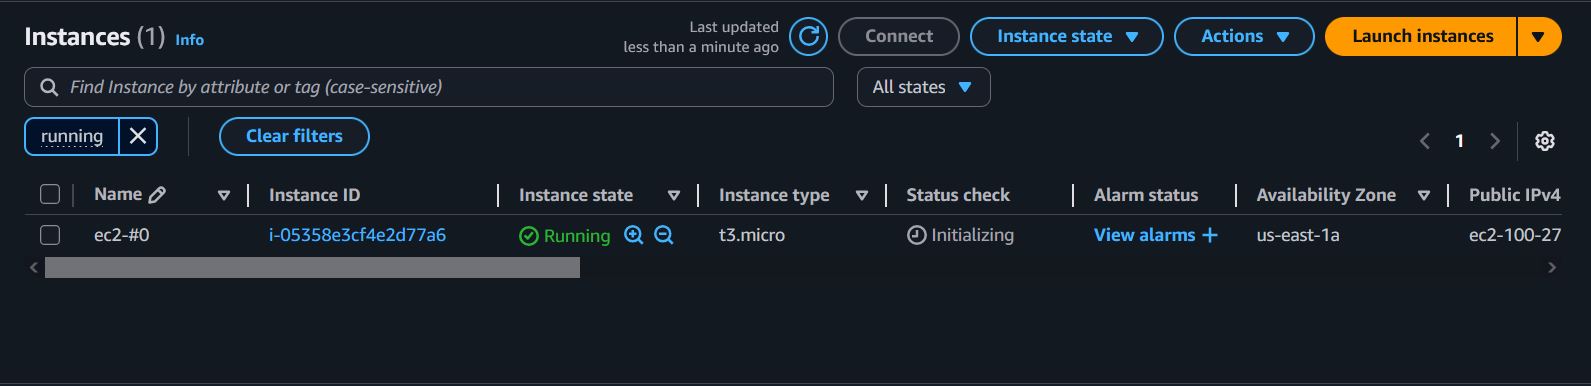 Instances (1) Info
Last updated
less than a minute ago
Connect
Instance state
Actions
Launch instances
Find Instance by attribute or tag (case-sensitive)
All states
running
Clear filters
1
Name Instance ID Instance state Instance type Status check Alarm status Availability Zone Public IPv4
ec2-#0 i-05358e3cf4e2d77a6 Running t3.micro Initializing View alarms + us-east-1a ec2-100-27